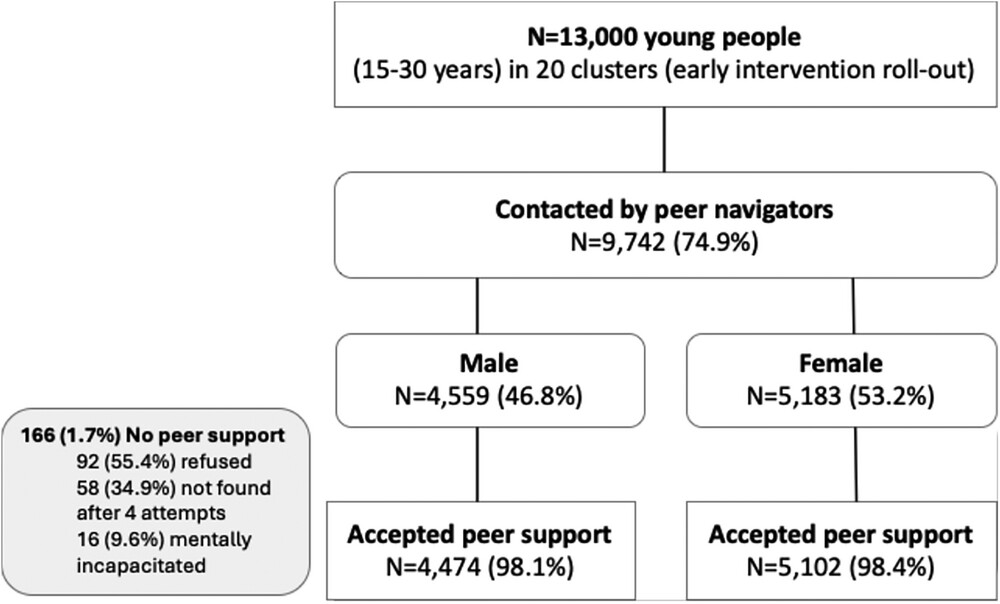 N=13,000 young people
(15-30 years) in 20 clusters (early intervention roll-out)
Contacted by peer navigators
N=9,742 (74.9%)
Male
N=4,559 (46.8%)
Female
N=5,183 (53.2%)
166 (1.7%) No peer support
92 (55.4%) refused
58 (34.9%) not found
after 4 attempts
16 (9.6%) mentally
incapacitated
Accepted peer support
N=4,474 (98.1%)
Accepted peer support
N=5,102 (98.4%)